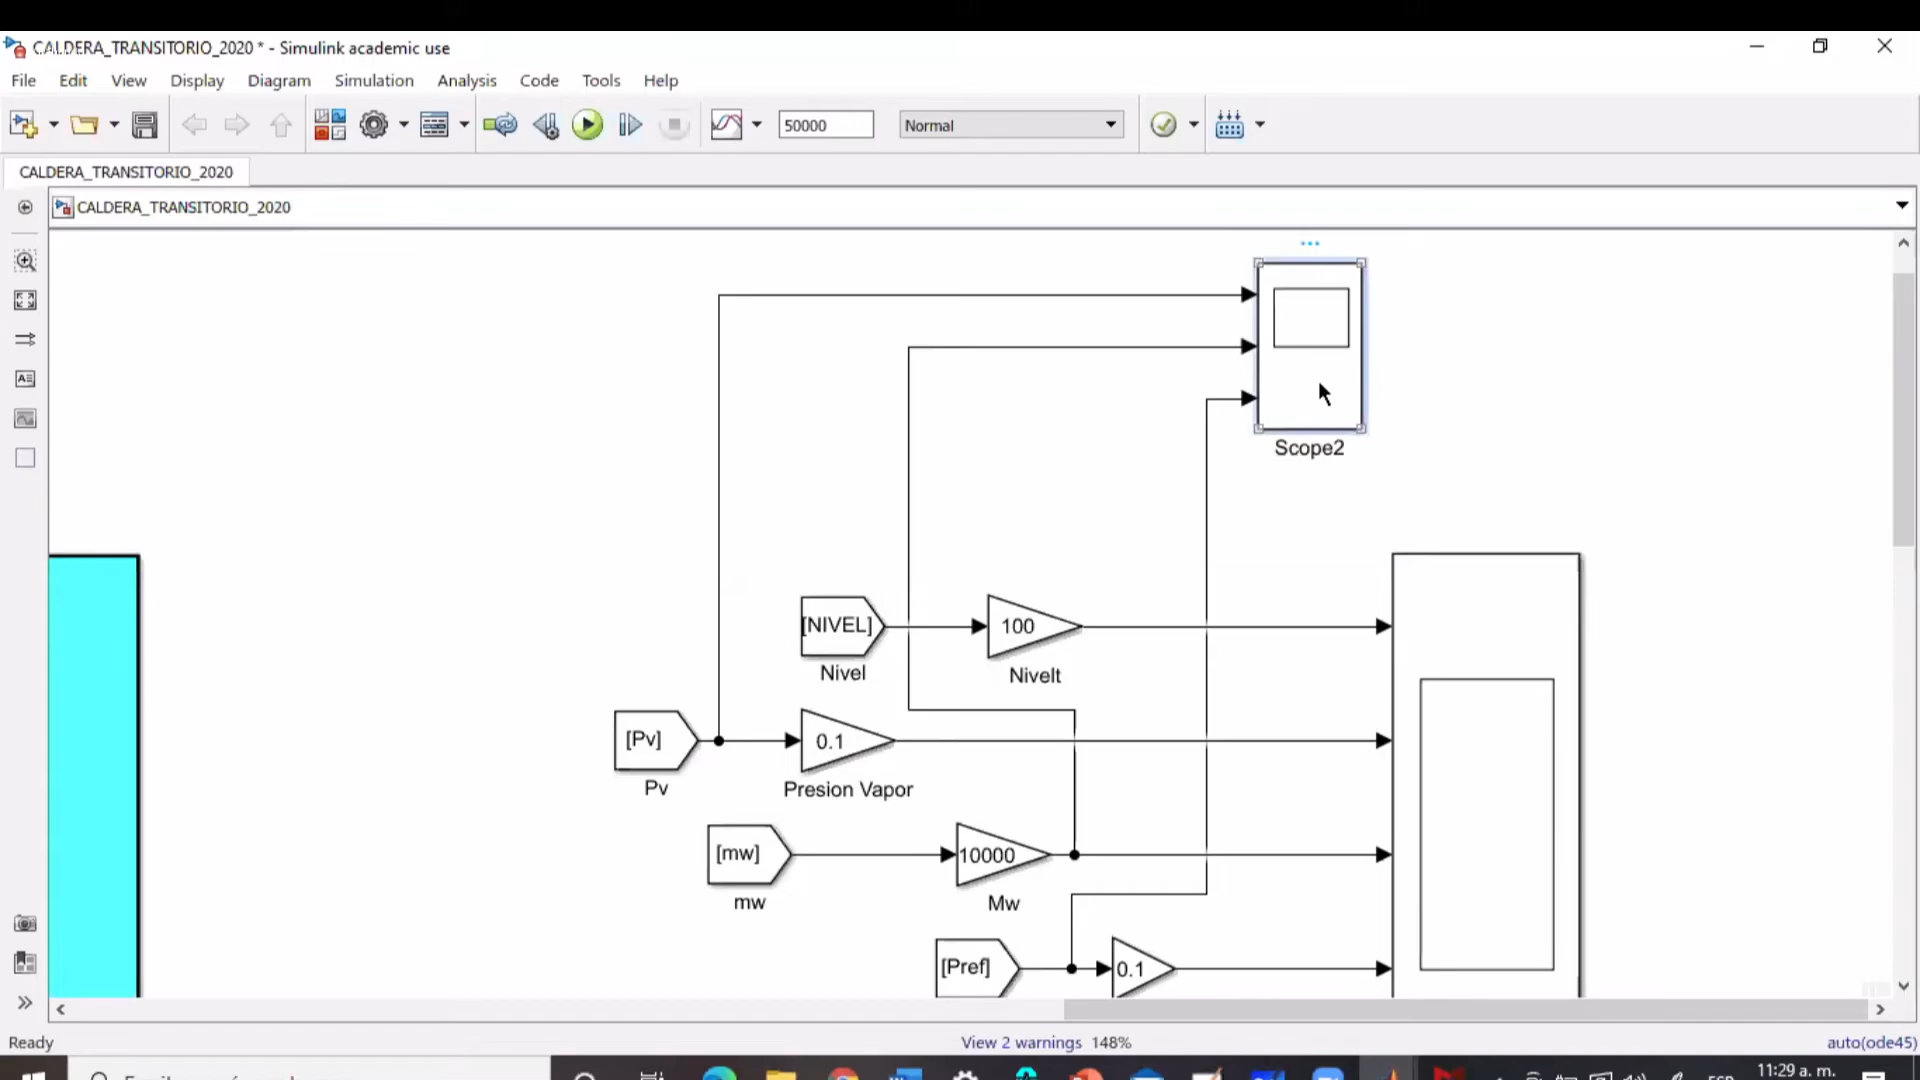 CALDERA_TRANSITORIO_2020 * - Simulink academic use
File Edit View Display Diagram Simulation Analysis Code Tools Help
50000 Normal
CALDERA_TRANSITORIO_2020
CALDERA_TRANSITORIO_2020
Scope2
[NIVEL] 100
Nivel Nivelt
[Pv] 0.1
Pv Presion Vapor
[mw] 10000
mw Mw
[Pref] 0.1
Ready View 2 warnings 148% auto(ode45)
11:29 a. m.